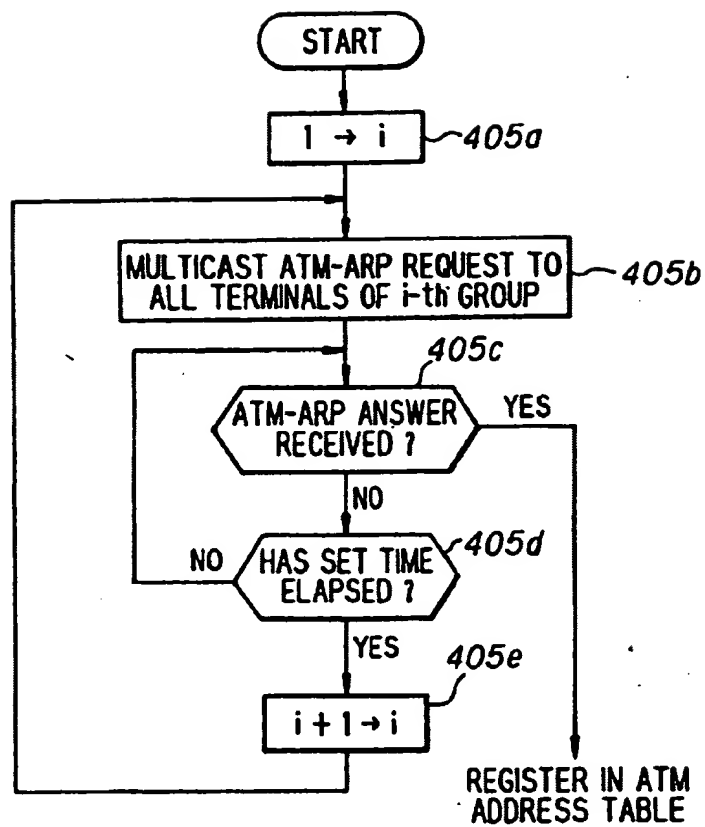 START
1 → i
405a
MULTICAST ATM-ARP REQUEST TO
ALL TERMINALS OF i-th GROUP
405b
405c
ATM-ARP ANSWER
RECEIVED ?
YES
NO
405d
HAS SET TIME
ELAPSED ?
NO
YES
405e
i + 1 → i
REGISTER IN ATM
ADDRESS TABLE